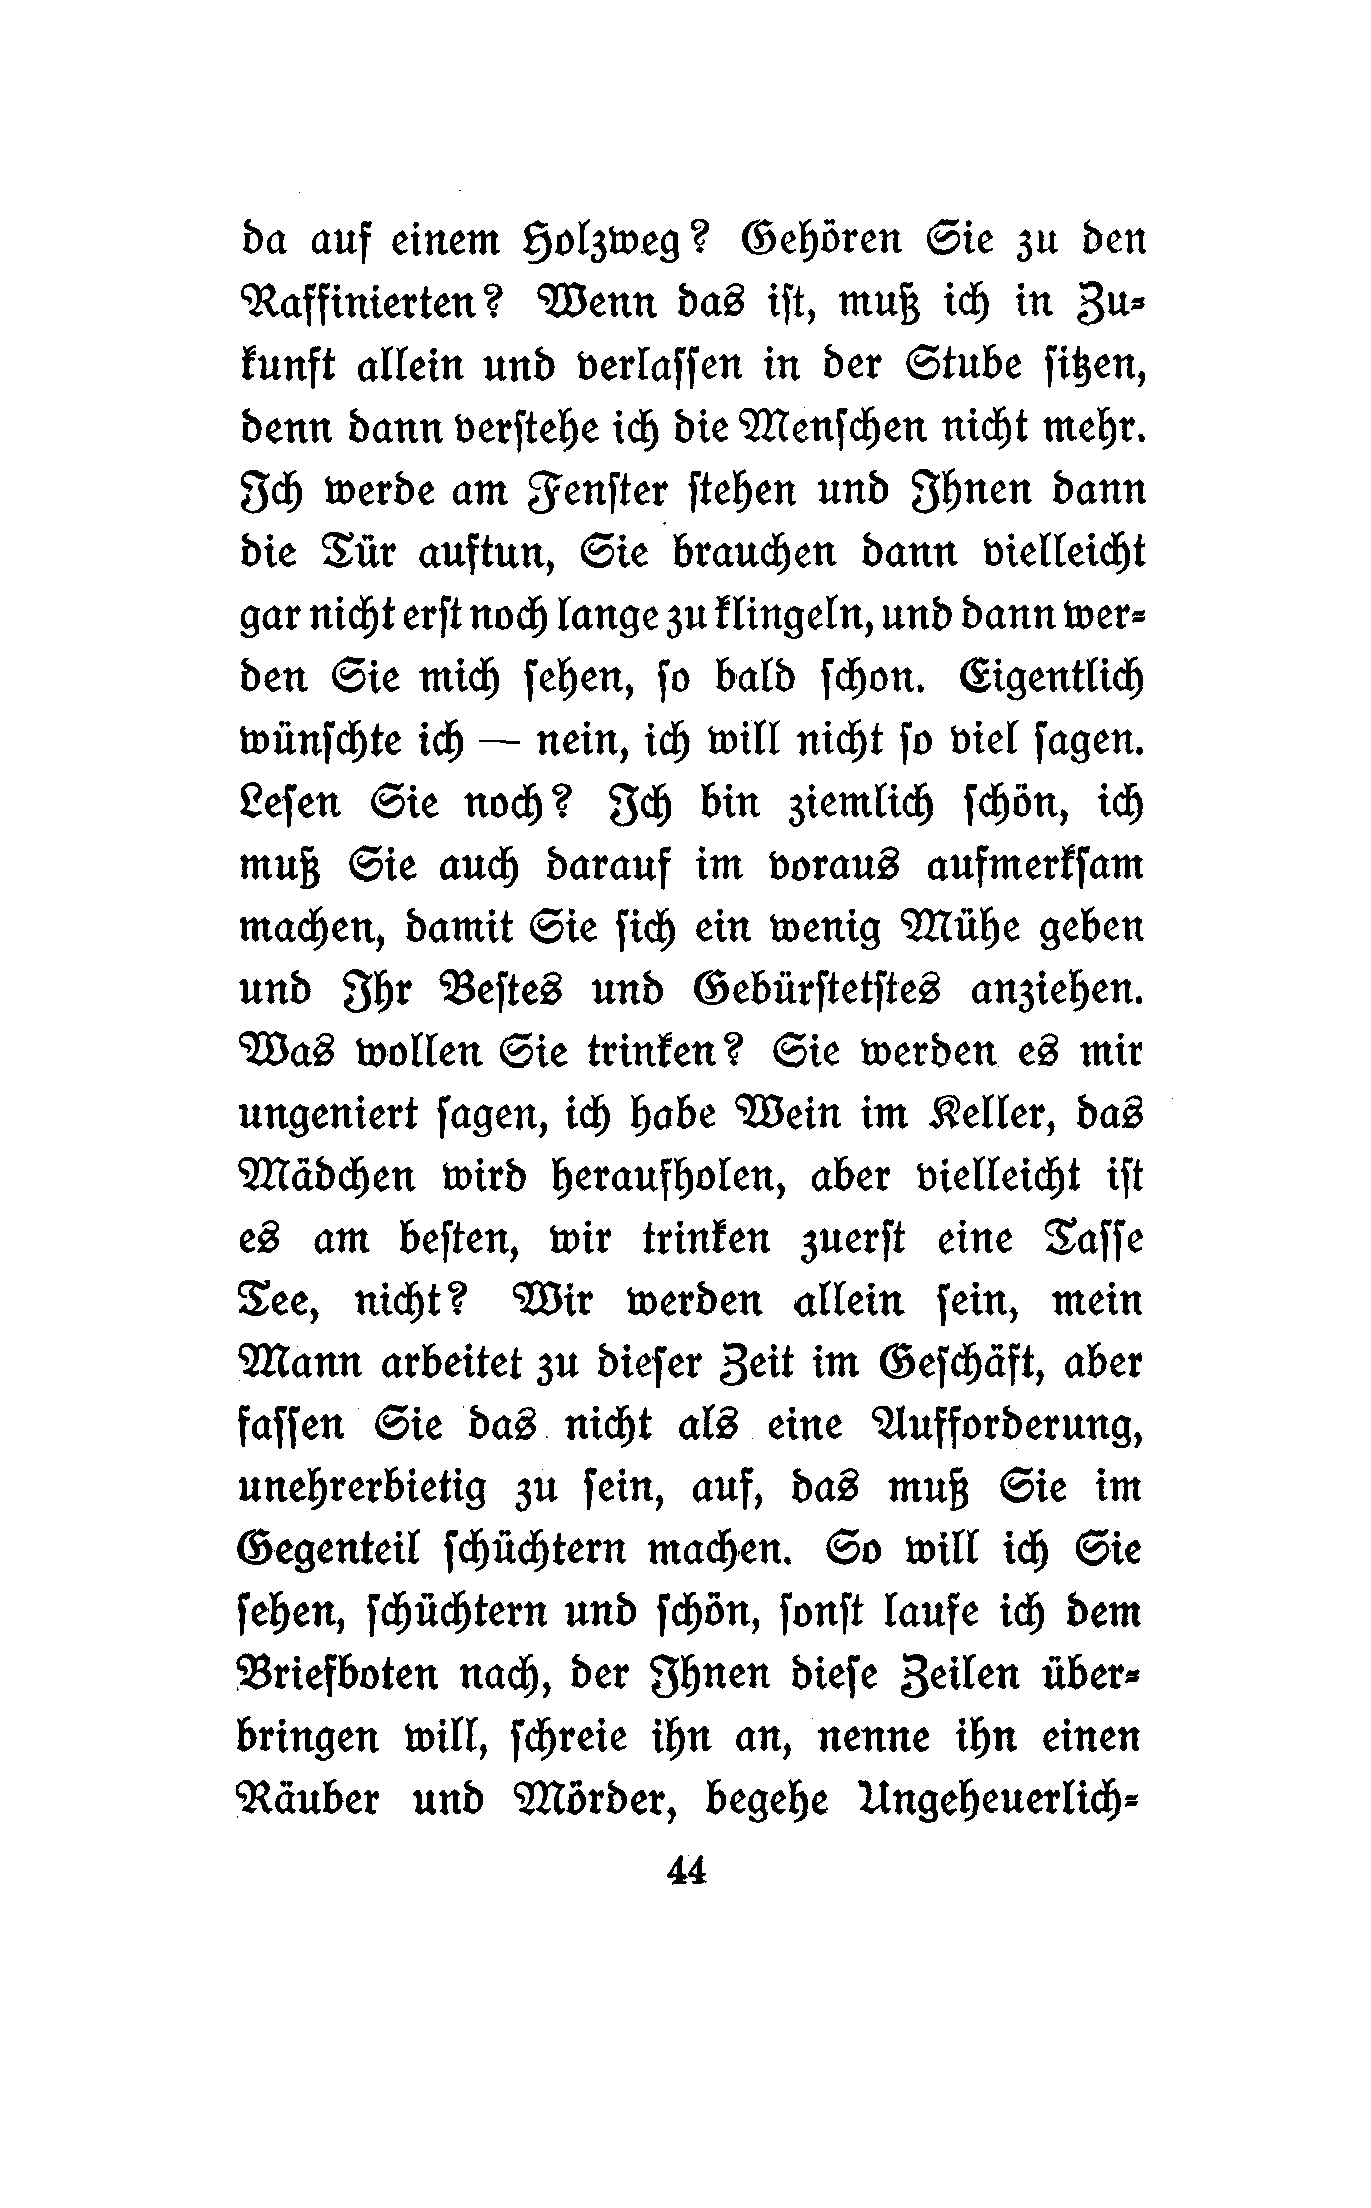 da auf einem Holzweg? Gehören Sie zu den
Raffinierten? Wenn das ist, muß ich in Zu-
kunft allein und verlassen in der Stube sitzen,
denn dann verstehe ich die Menschen nicht mehr.
Ich werde am Fenster stehen und Ihnen dann
die Tür auftun, Sie brauchen dann vielleicht
gar nicht erst noch lange zu klingeln, und dann wer-
den Sie mich sehen, so bald schon. Eigentlich
wünschte ich — nein, ich will nicht so viel sagen.
Lesen Sie noch? Ich bin ziemlich schön, ich
muß Sie auch darauf im voraus aufmerksam
machen, damit Sie sich ein wenig Mühe geben
und Ihr Bestes und Gebürstetstes anziehen.
Was wollen Sie trinken? Sie werden es mir
ungeniert sagen, ich habe Wein im Keller, das
Mädchen wird heraufholen, aber vielleicht ist
es am besten, wir trinken zuerst eine Tasse
Tee, nicht? Wir werden allein sein, mein
Mann arbeitet zu dieser Zeit im Geschäft, aber
fassen Sie das nicht als eine Aufforderung,
unehrerbietig zu sein, auf, das muß Sie im
Gegenteil schüchtern machen. So will ich Sie
sehen, schüchtern und schön, sonst laufe ich dem
Briefboten nach, der Ihnen diese Zeilen über-
bringen will, schreie ihn an, nenne ihn einen
Räuber und Mörder, begehe Ungeheuerlich-
44